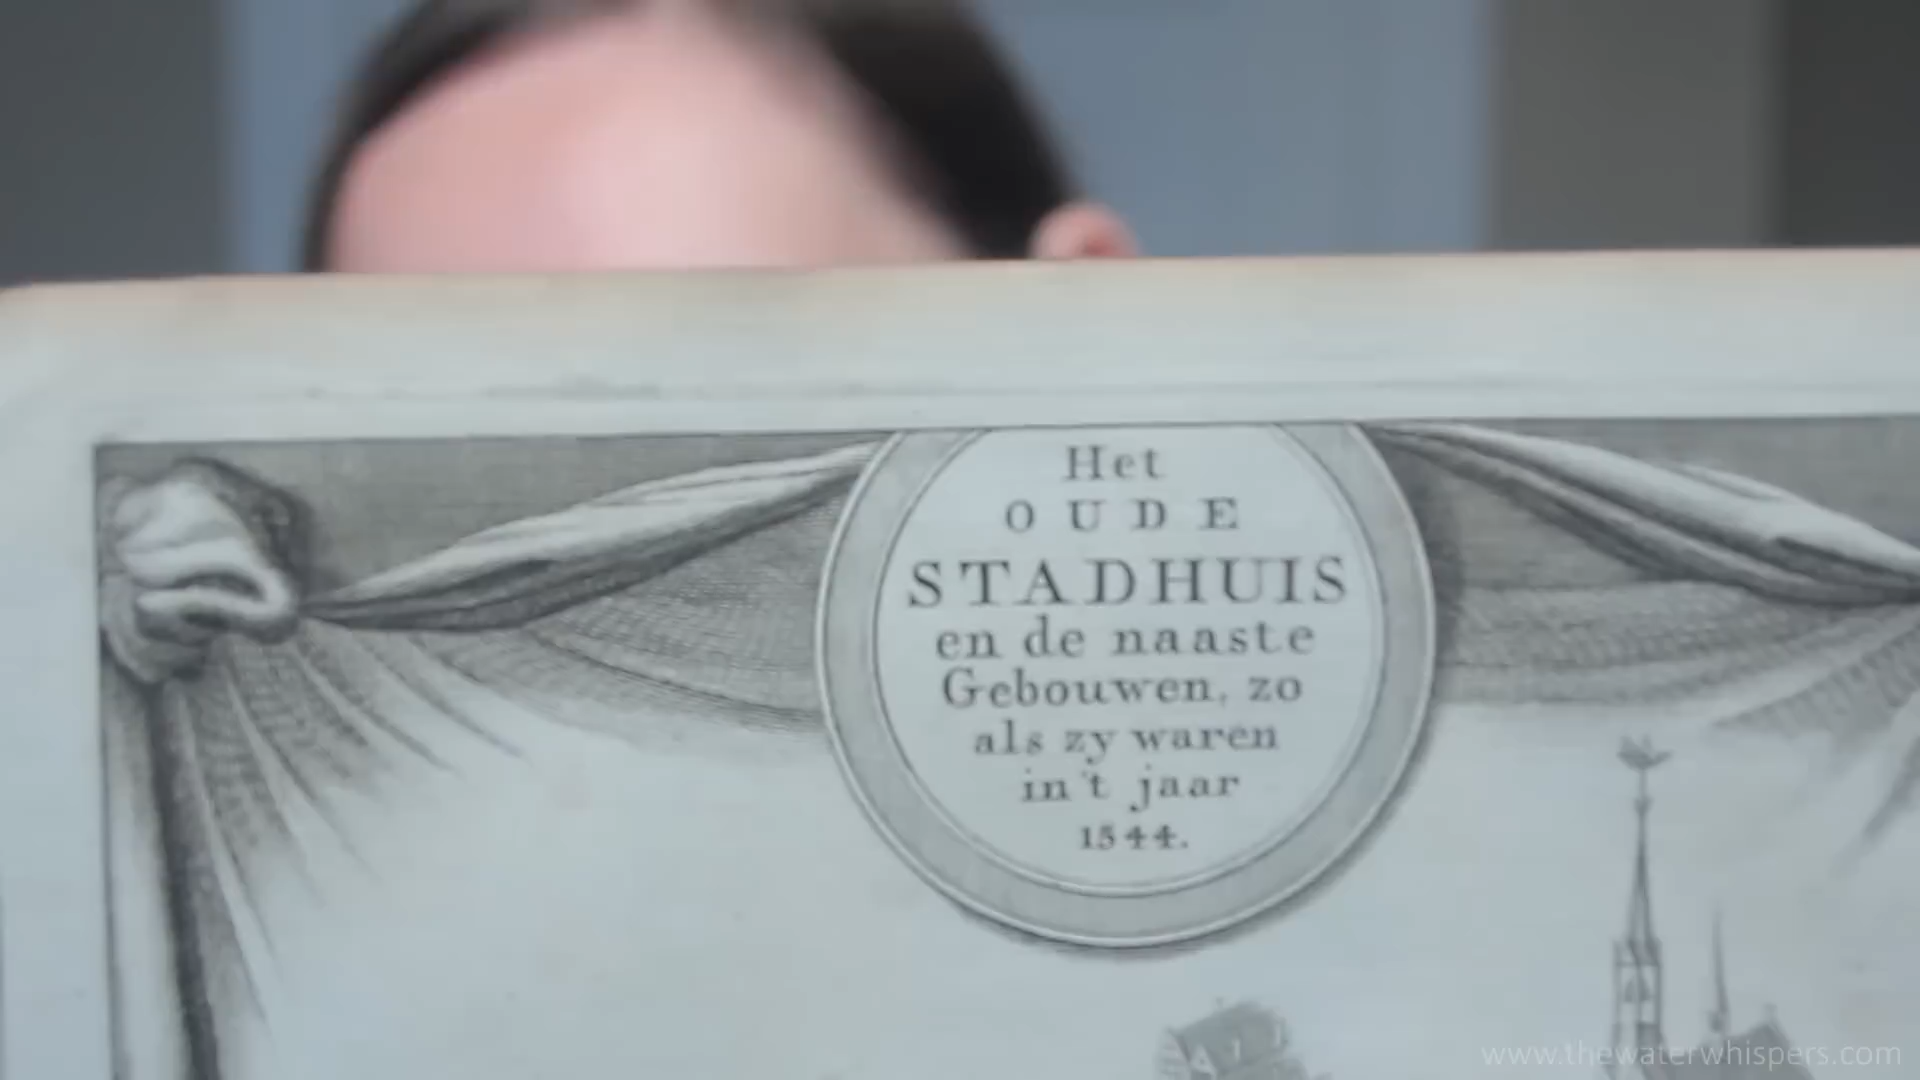 Het
OUDE
STADHUIS
en de naaste
Gebouwen, zo
als zy waren
in 't jaar
1544.
www.thewaterwhispers.com